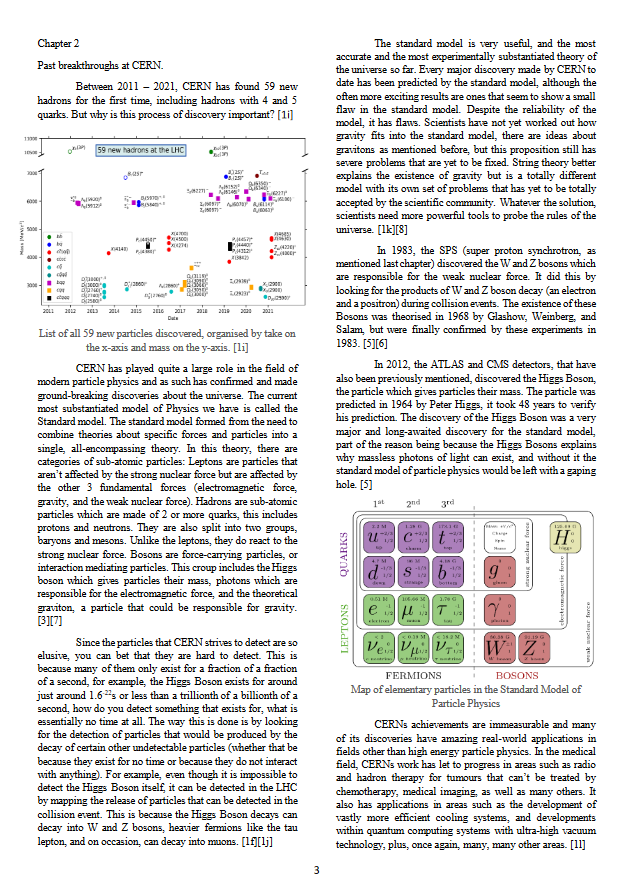 Chapter 2
Past breakthroughs at CERN.
Between 2011 – 2021, CERN has found 59 new
hadrons for the first time, including hadrons with 4 and 5
quarks. But why is this process of discovery important? [1i]
59 new hadrons at the LHC
Mass [MeV/c²]
7000
6000
5000
4000
3000
2011 2012 2013 2014 2015 2016 2017 2018 2019 2020 2021
Date
List of all 59 new particles discovered, organised by take on
the x-axis and mass on the y-axis. [1i]
CERN has played quite a large role in the field of
modern particle physics and as such has confirmed and made
ground-breaking discoveries about the universe. The current
most substantiated model of Physics we have is called the
Standard model. The standard model formed from the need to
combine theories about specific forces and particles into a
single, all-encompassing theory. In this theory, there are
categories of sub-atomic particles: Leptons are particles that
aren't affected by the strong nuclear force but are affected by
the other 3 fundamental forces (electromagnetic force,
gravity, and the weak nuclear force). Hadrons are sub-atomic
particles which are made of 2 or more quarks, this includes
protons and neutrons. They are also split into two groups,
baryons and mesons. Unlike the leptons, they do react to the
strong nuclear force. Bosons are force-carrying particles, or
interaction mediating particles. This croup includes the Higgs
boson which gives particles their mass, photons which are
responsible for the electromagnetic force, and the theoretical
graviton, a particle that could be responsible for gravity.
[3][7]
Since the particles that CERN strives to detect are so
elusive, you can bet that they are hard to detect. This is
because many of them only exist for a fraction of a fraction
of a second, for example, the Higgs Boson exists for around
just around 1.6⁻²²s or less than a trillionth of a billionth of a
second, how do you detect something that exists for, what is
essentially no time at all. The way this is done is by looking
for the detection of particles that would be produced by the
decay of certain other undetectable particles (whether that be
because they exist for no time or because they do not interact
with anything). For example, even though it is impossible to
detect the Higgs Boson itself, it can be detected in the LHC
by mapping the release of particles that can be detected in the
collision event. This is because the Higgs Boson decays can
decay into W and Z bosons, heavier fermions like the tau
lepton, and on occasion, can decay into muons. [1f][1j]
The standard model is very useful, and the most
accurate and the most experimentally substantiated theory of
the universe so far. Every major discovery made by CERN to
date has been predicted by the standard model, although the
often more exciting results are ones that seem to show a small
flaw in the standard model. Despite the reliability of the
model, it has flaws. Scientists have not yet worked out how
gravity fits into the standard model, there are ideas about
gravitons as mentioned before, but this proposition still has
severe problems that are yet to be fixed. String theory better
explains the existence of gravity but is a totally different
model with its own set of problems that has yet to be totally
accepted by the scientific community. Whatever the solution,
scientists need more powerful tools to probe the rules of the
universe. [1k][8]
In 1983, the SPS (super proton synchrotron, as
mentioned last chapter) discovered the W and Z bosons which
are responsible for the weak nuclear force. It did this by
looking for the products of W and Z boson decay (an electron
and a positron) during collision events. The existence of these
Bosons was theorised in 1968 by Glashow, Weinberg, and
Salam, but were finally confirmed by these experiments in
1983. [5][6]
In 2012, the ATLAS and CMS detectors, that have
also been previously mentioned, discovered the Higgs Boson,
the particle which gives particles their mass. The particle was
predicted in 1964 by Peter Higgs, it took 48 years to verify
his prediction. The discovery of the Higgs Boson was a very
major and long-awaited discovery for the standard model,
part of the reason being because the Higgs Bosons explains
why massless photons of light can exist, and without it the
standard model of particle physics would be left with a gaping
hole. [5]
1st 2nd 3rd
QUARKS
u c t
d s b
g
H
LEPTONS
e μ τ
γ
νe νμ ντ
W Z
strong nuclear force
electromagnetic force
weak nuclear force
FERMIONS BOSONS
Map of elementary particles in the Standard Model of
Particle Physics
CERNs achievements are immeasurable and many
of its discoveries have amazing real-world applications in
fields other than high energy particle physics. In the medical
field, CERNs work has let to progress in areas such as radio
and hadron therapy for tumours that can't be treated by
chemotherapy, medical imaging, as well as many others. It
also has applications in areas such as the development of
vastly more efficient cooling systems, and developments
within quantum computing systems with ultra-high vacuum
technology, plus, once again, many, many other areas. [1l]
3